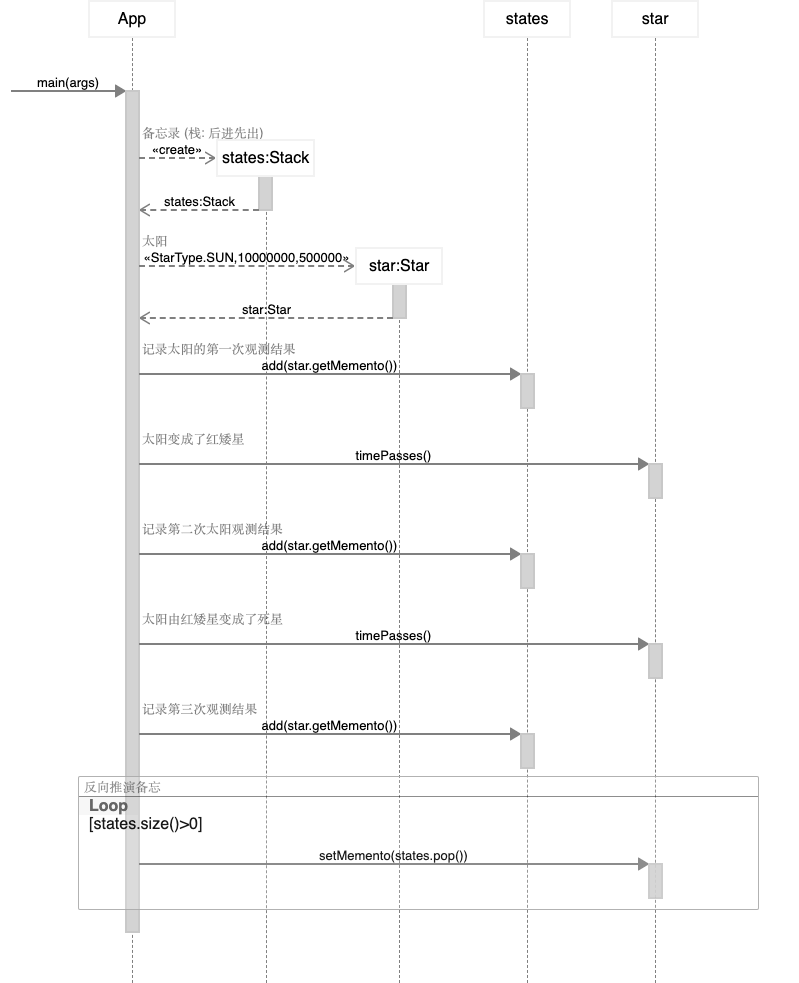 App
states
star
main(args)
备忘录 (栈: 后进先出)
«create»
states:Stack
states:Stack
太阳
«StarType.SUN,10000000,500000»
star:Star
star:Star
记录太阳的第一次观测结果
add(star.getMemento())
太阳变成了红矮星
timePasses()
记录第二次太阳观测结果
add(star.getMemento())
太阳由红矮星变成了死星
timePasses()
记录第三次观测结果
add(star.getMemento())
反向推演备忘
Loop
[states.size()>0]
setMemento(states.pop())